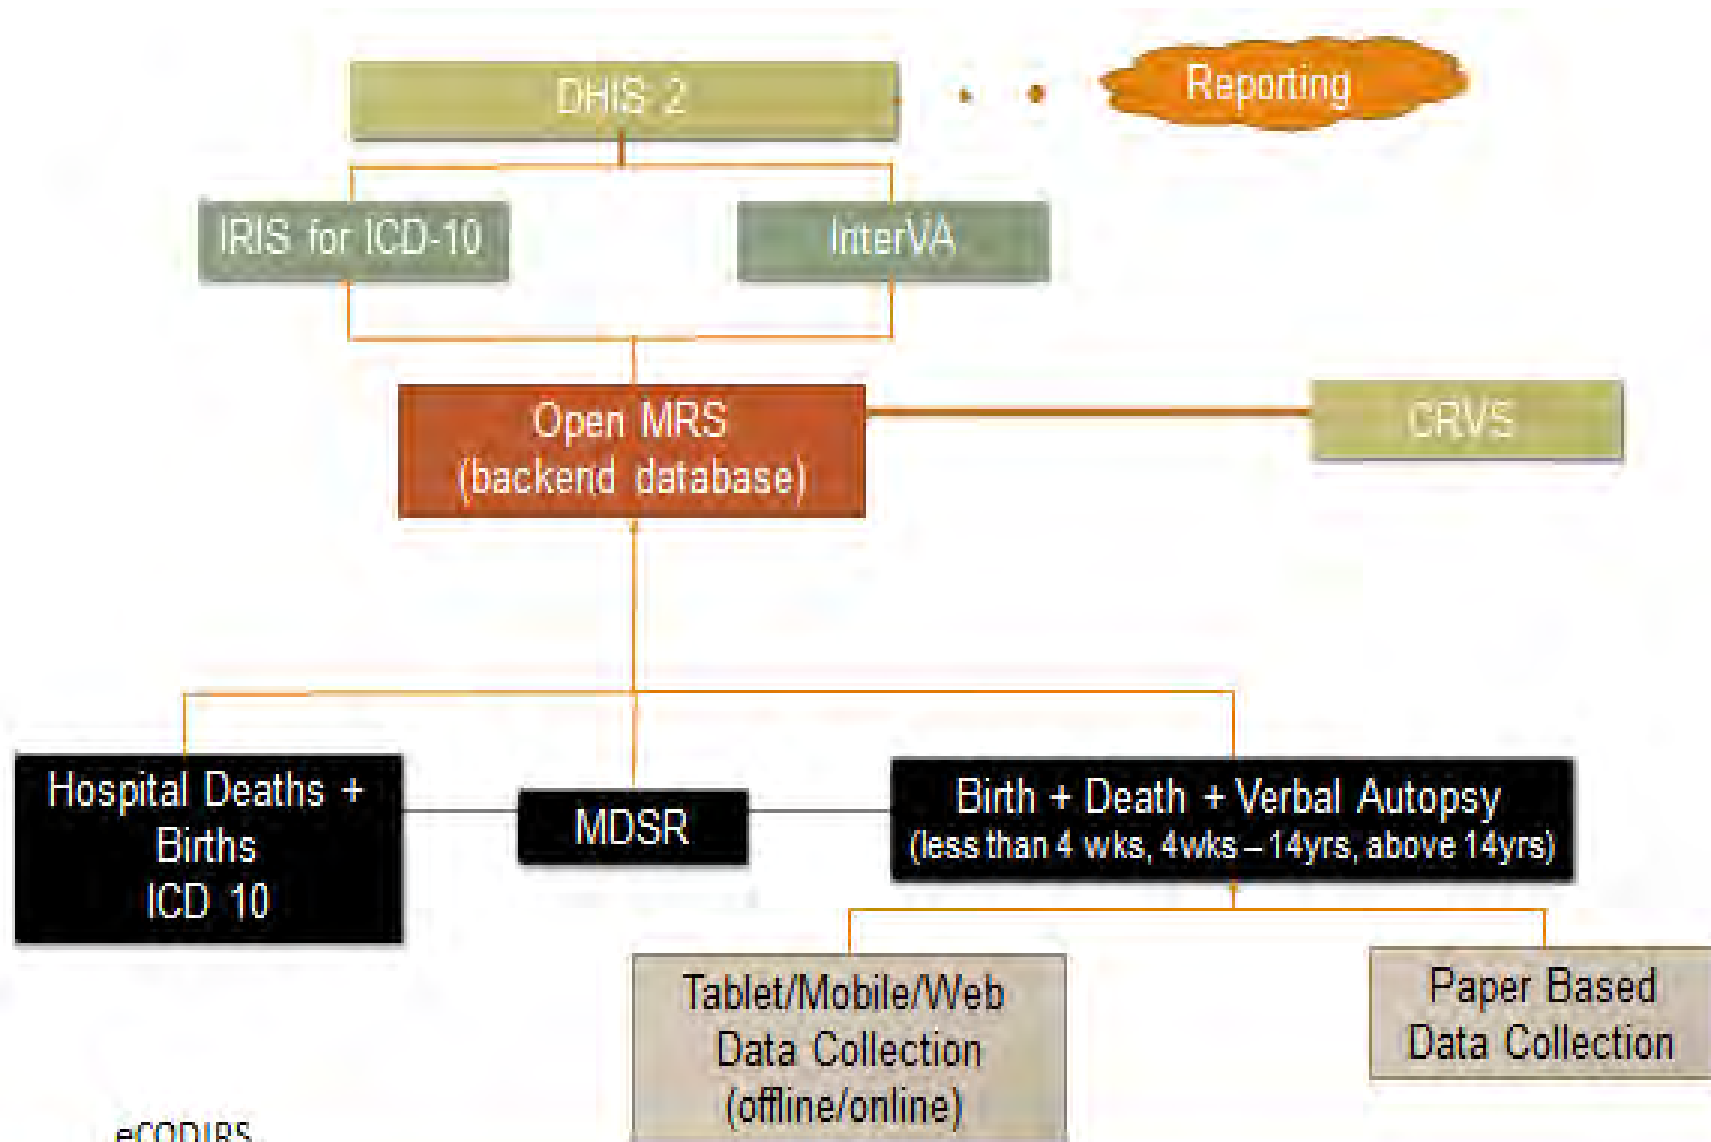 DHIS 2
Reporting
IRIS for ICD-10
InterVA
Open MRS
(backend database)
CRVS
Hospital Deaths +
Births
ICD 10
MDSR
Birth + Death + Verbal Autopsy
(less than 4 wks, 4wks – 14yrs, above 14yrs)
Tablet/Mobile/Web
Data Collection
(offline/online)
Paper Based
Data Collection
eCODIRS